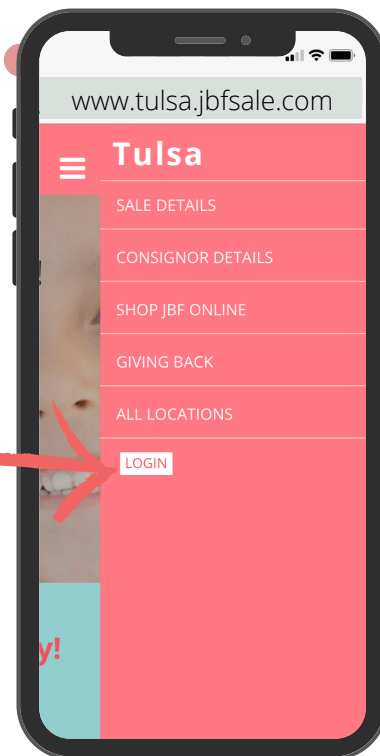 www.tulsa.jbfsale.com
Tulsa
SALE DETAILS
CONSIGNOR DETAILS
SHOP JBF ONLINE
GIVING BACK
ALL LOCATIONS
LOGIN
y!